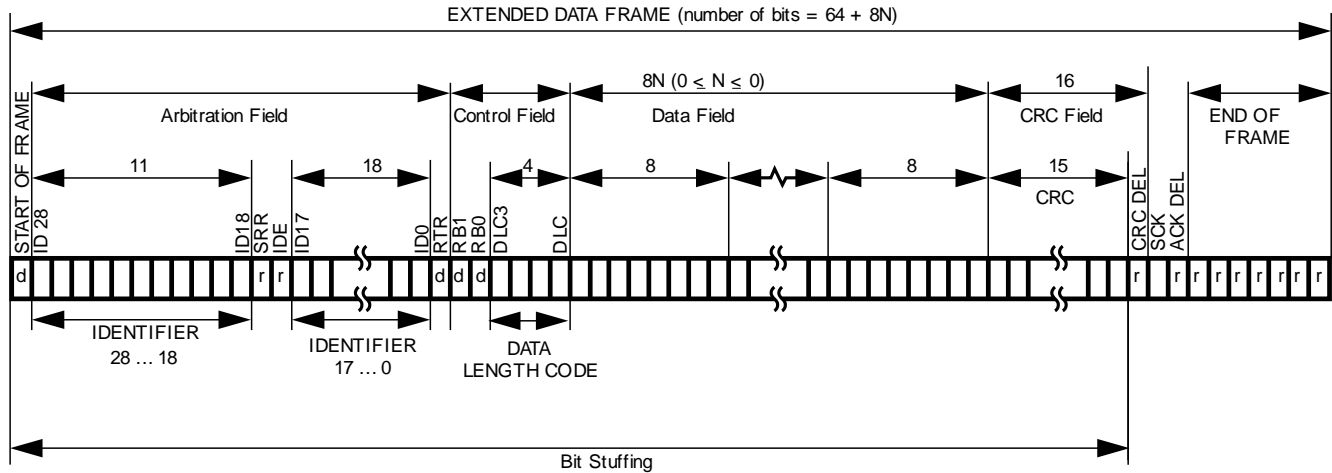 EXTENDED DATA FRAME (number of bits = 64 + 8N)
8N (0 ≤ N ≤ 0)
16
Arbitration Field
Control Field
Data Field
CRC Field
END OF
FRAME
11
18
4
8
8
15
CRC
START OF FRAME
ID 28
ID18
SRR
IDE
ID17
ID0
RTR
RB1
RB0
DLC3
DLC
CRC DEL
SCK
ACK DEL
d r r d d d r r r r r r r r r
IDENTIFIER
28 ... 18
IDENTIFIER
17 ... 0
DATA
LENGTH CODE
Bit Stuffing